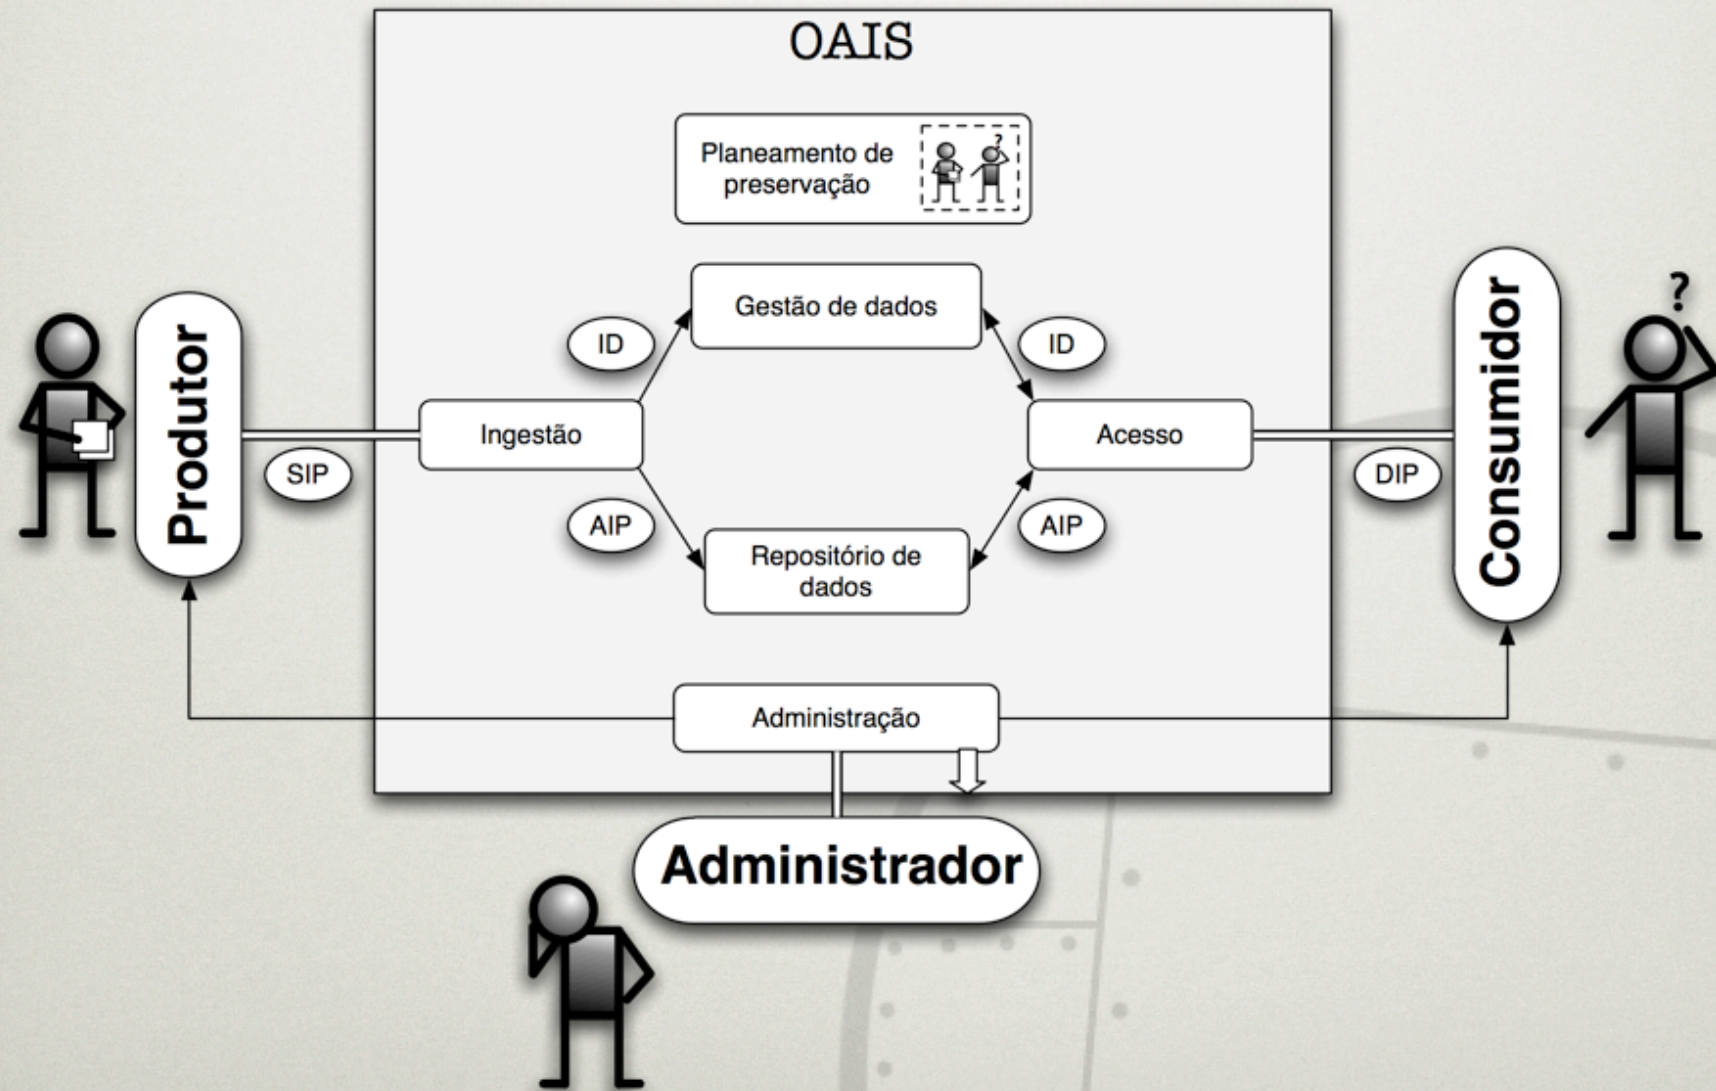 OAIS
Planeamento de
preservação
?
Gestão de dados
ID
ID
Ingestão
Acesso
Produtor
SIP
Consumidor
?
DIP
AIP
AIP
Repositório de
dados
Administração
Administrador